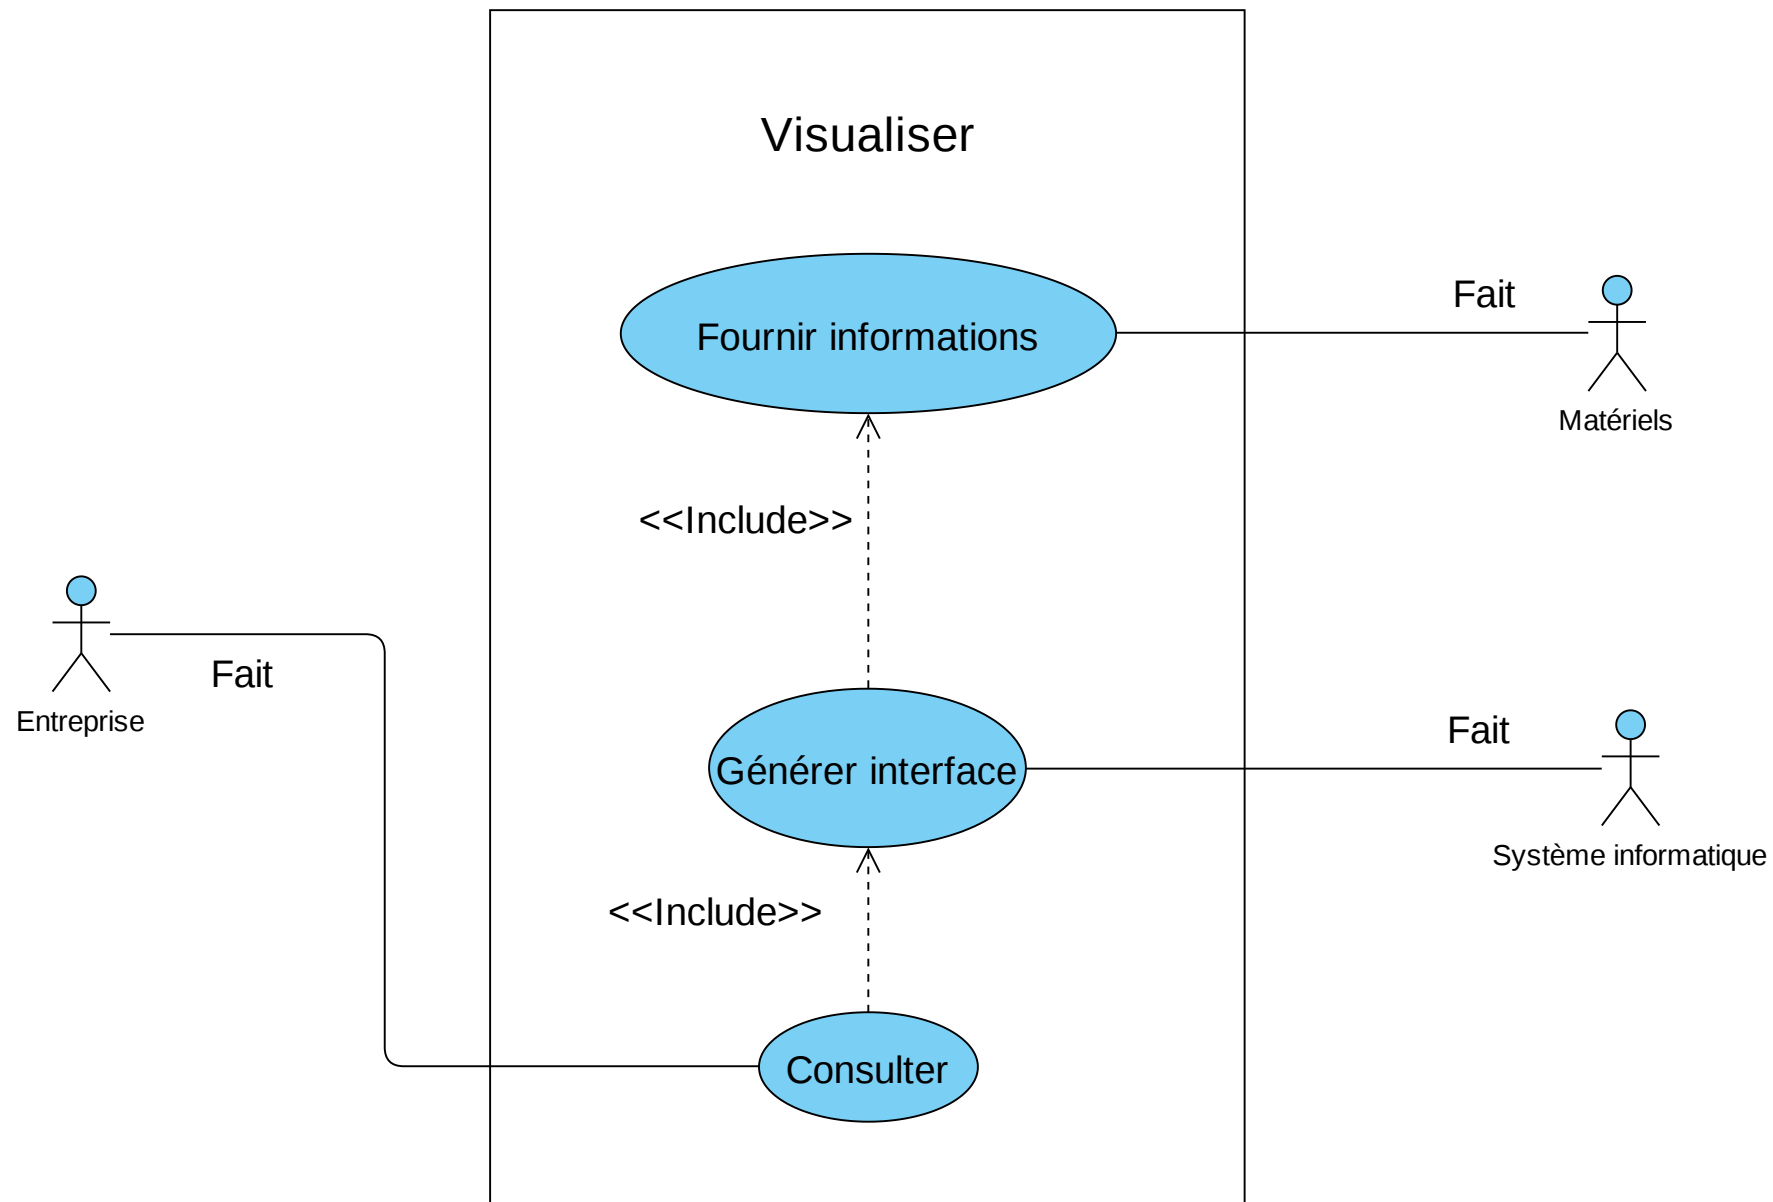 Visualiser
Fournir informations
Fait
Matériels
<<Include>>
Entreprise
Fait
Générer interface
Fait
Système informatique
<<Include>>
Consulter